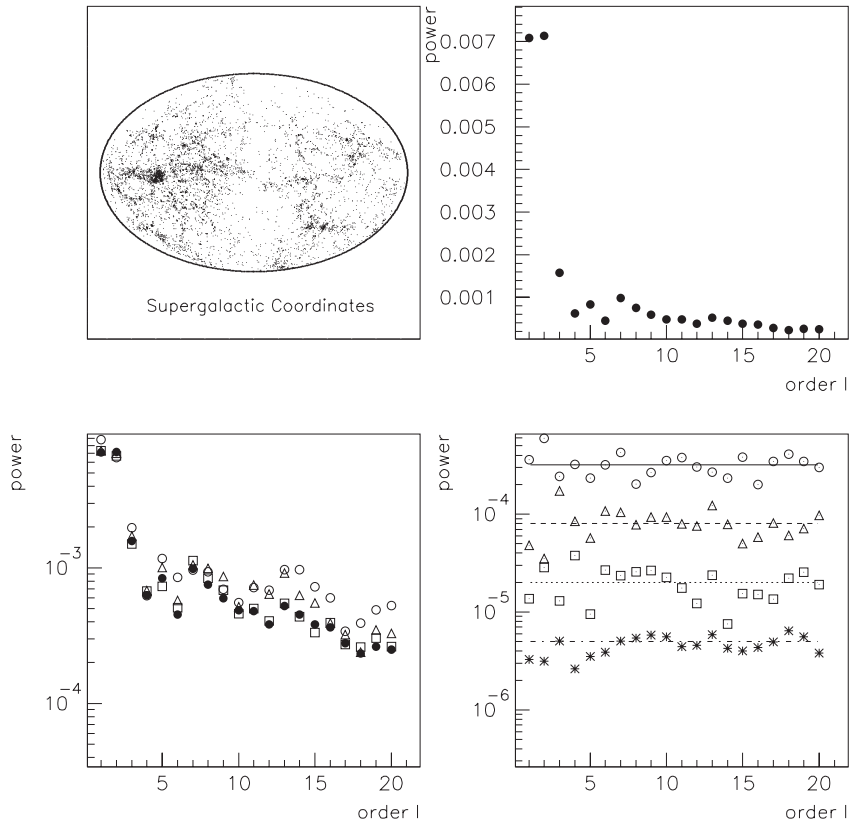 Supergalactic Coordinates
power
0.007
0.006
0.005
0.004
0.003
0.002
0.001
5 10 15 20
order l
power
10⁻³
10⁻⁴
5 10 15 20
order l
power
10⁻⁴
10⁻⁵
10⁻⁶
5 10 15 20
order l